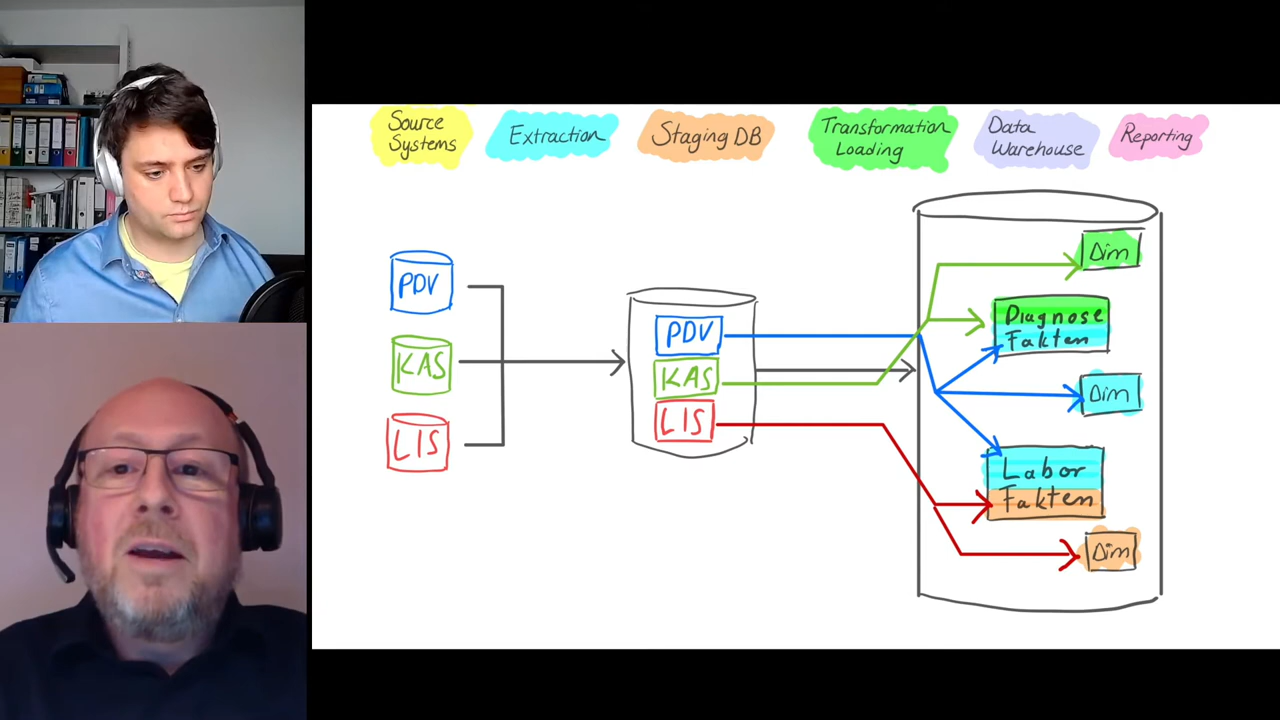 Source
Systems
Extraction
Staging DB
Transformation
Loading
Data
Warehouse
Reporting
PDV
KAS
LIS
PDV
KAS
LIS
Dim
Diagnose
Fakten
Dim
Labor
Fakten
Dim